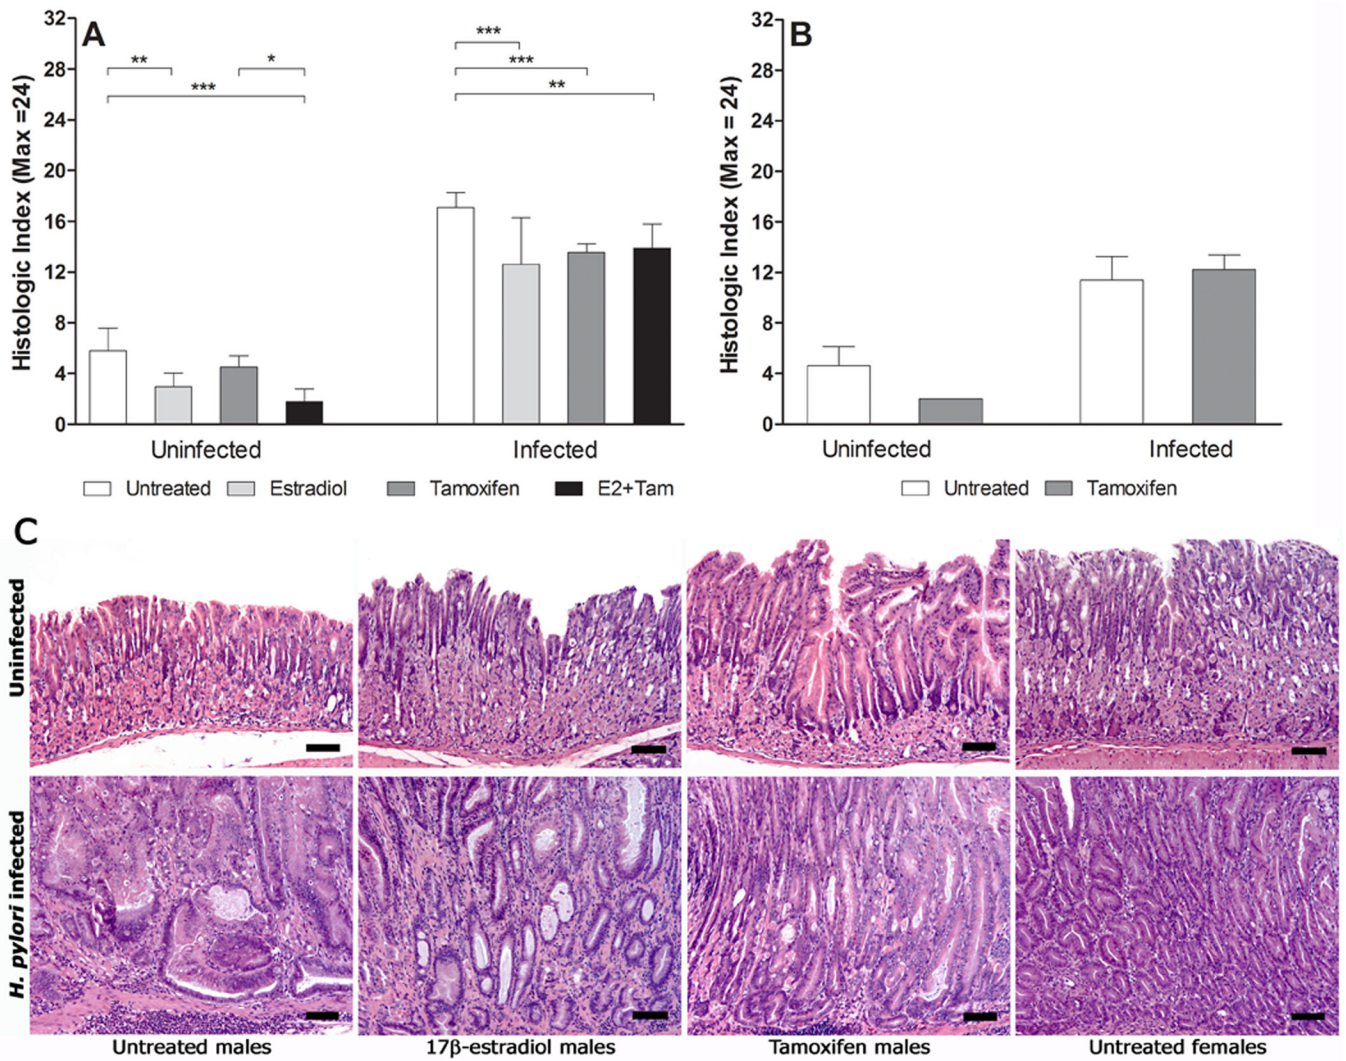 A
Histologic Index (Max =24)
32
28
24
20
16
12
8
4
0
**
*
***
***
***
**
Uninfected
Infected
Untreated
Estradiol
Tamoxifen
E2+Tam
B
Histologic Index (Max = 24)
32
28
24
20
16
12
8
4
0
Uninfected
Infected
Untreated
Tamoxifen
C
Uninfected
H. pylori infected
Untreated males
17β-estradiol males
Tamoxifen males
Untreated females